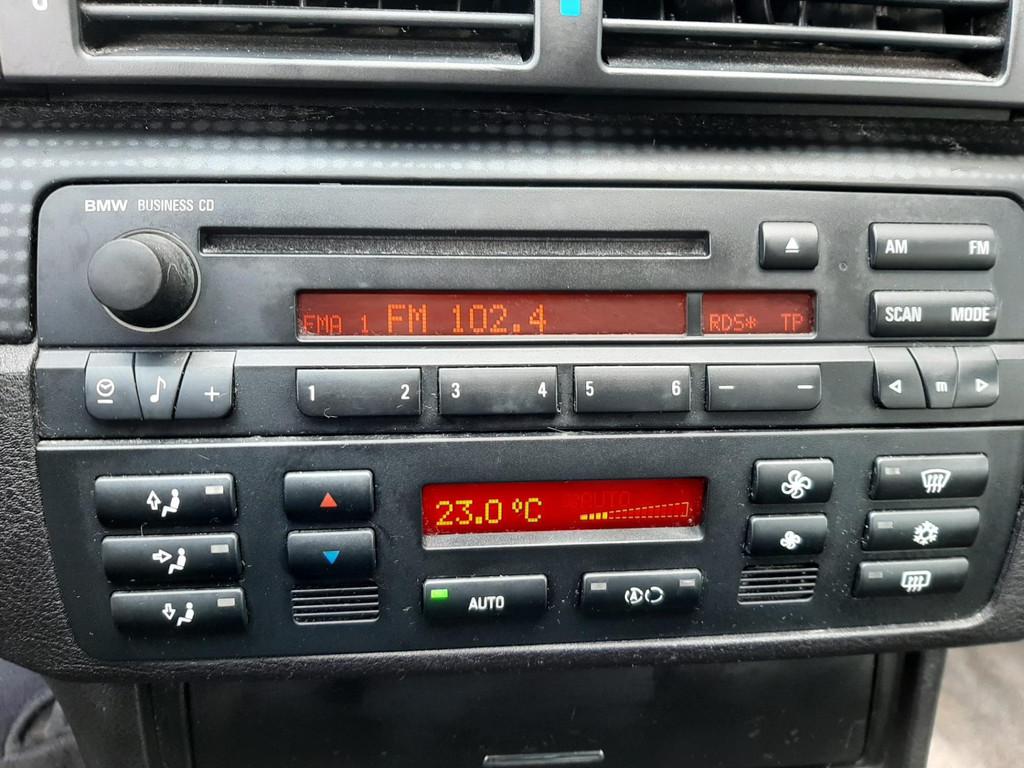 BMW BUSINESS CD
AM FM
FMA 1 FM 102.4 RDS* TP
SCAN MODE
1 2 3 4 5 6 m
23.0 °C AUTO
AUTO
A